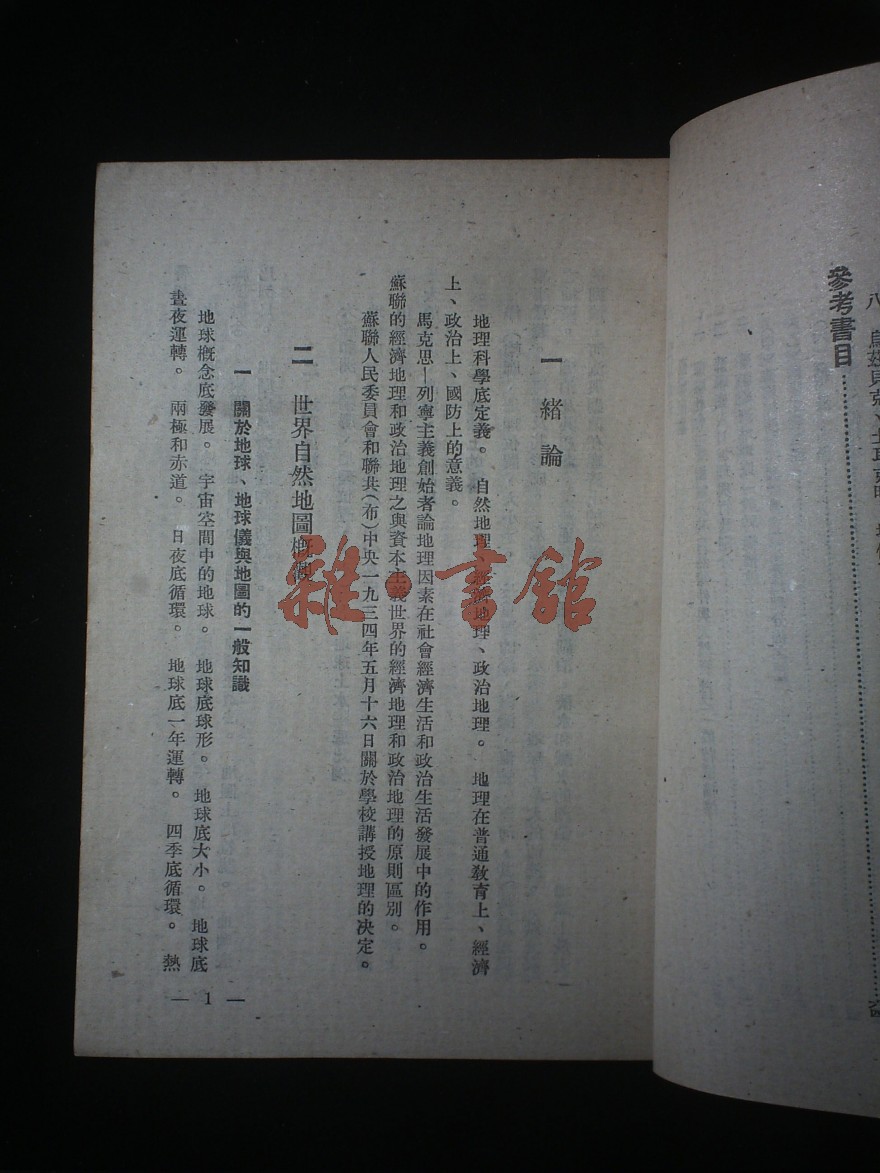 參考書目
一　緒論
地理科學底定義。自然地理、經濟地理、政治地理。地理在普通教育上、經濟
上、政治上、國防上的意義。
馬克思—列寧主義創始者論地理因素在社會經濟生活和政治生活發展中的作用。
蘇聯的經濟地理和政治地理之與資本主義世界的經濟地理和政治地理的原則區別。
蘇聯人民委員會和聯共(布)中央一九三四年五月十六日關於學校講授地理的决定。
二　世界自然地圖概觀
一　關於地球、地球儀與地圖的一般知識
地球概念底發展。宇宙空間中的地球。地球底球形。地球底大小。地球底
晝夜運轉。兩極和赤道。日夜底循環。地球底一年運轉。四季底循環。熱
— 1 —
雜·書館